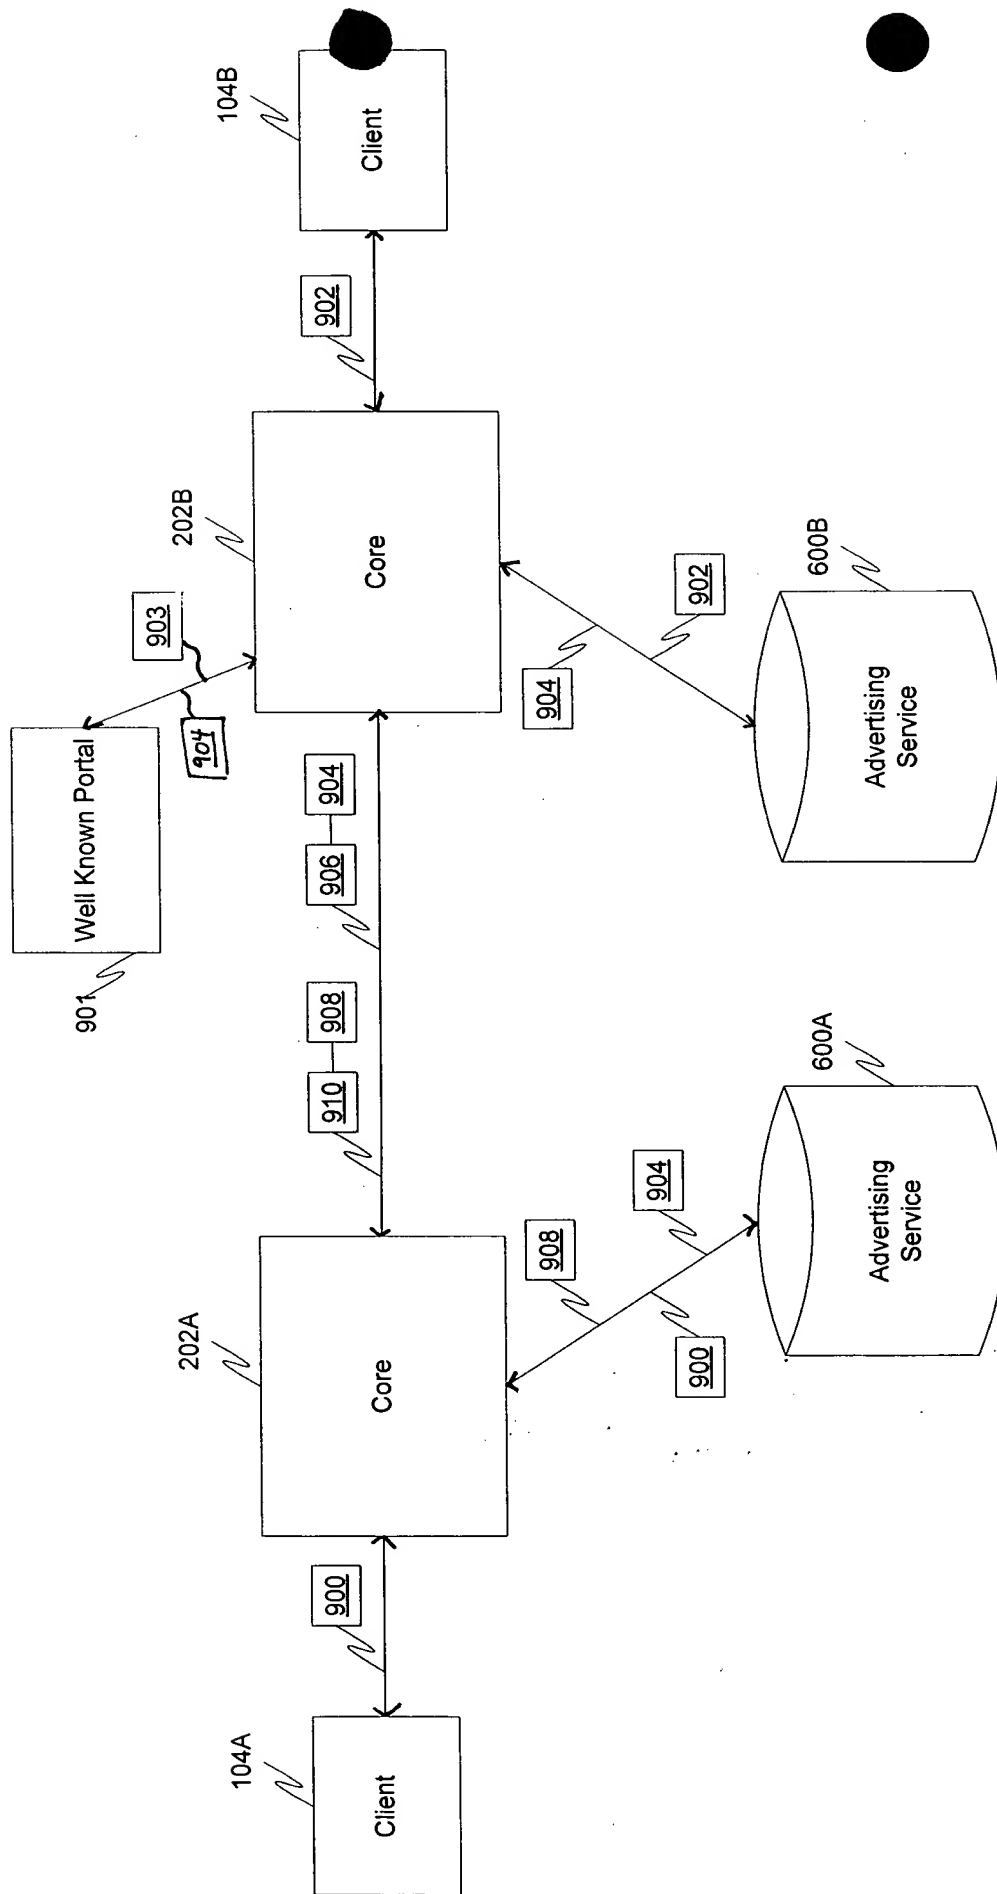 901
Well Known Portal
904
903
104A
Client
900
202A
Core
910
908
906
904
202B
Core
902
104B
Client
908
904
900
904
902
600A
Advertising
Service
600B
Advertising
Service